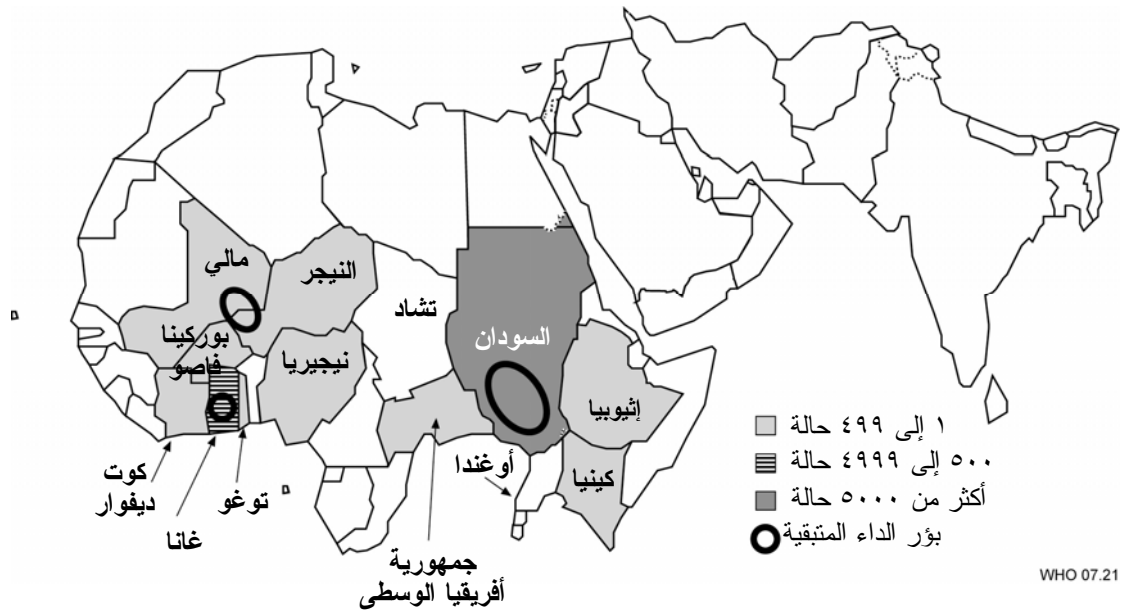 مالي
النيجر
تشاد
السودان
بوركينا
فاصو
نيجيريا
إثيوبيا
كينيا
أوغندا
كوت
ديفوار
توغو
غانا
جمهورية
أفريقيا الوسطى
١ إلى ٤٩٩ حالة
٥٠٠ إلى ٤٩٩٩ حالة
أكثر من ٥٠٠٠ حالة
بؤر الداء المتبقية
WHO 07.21